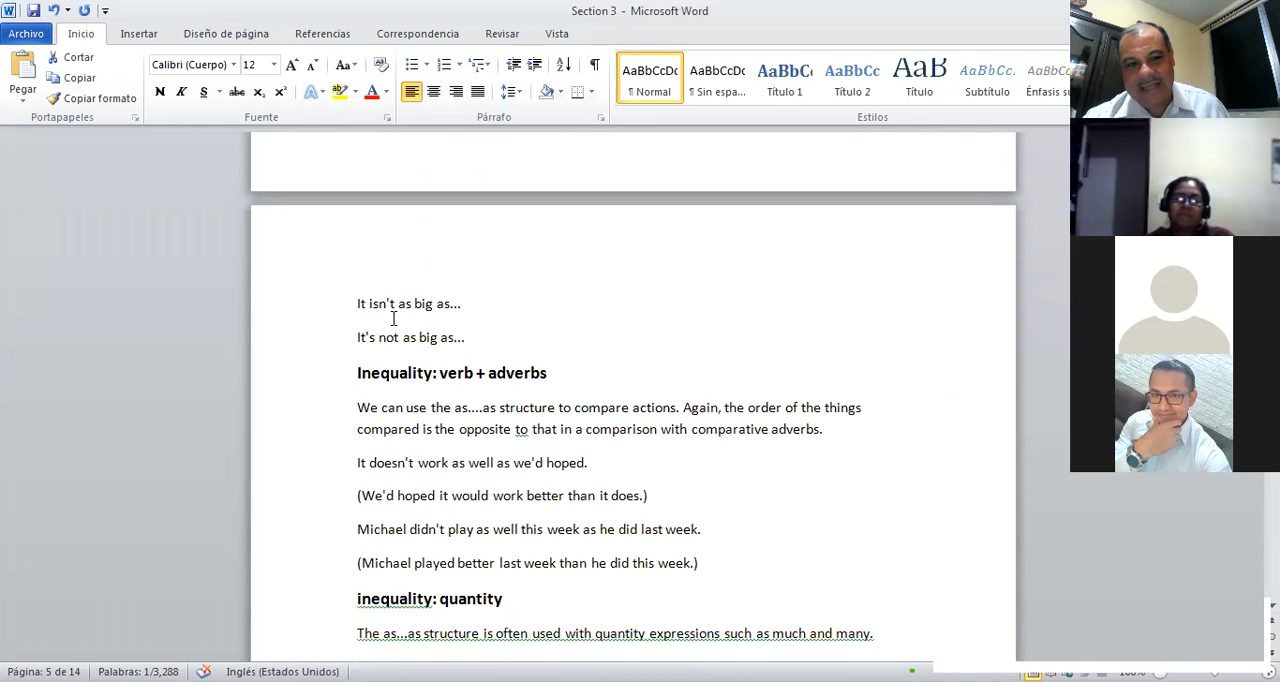 Section 3 - Microsoft Word
Archivo Inicio Insertar Diseño de página Referencias Correspondencia Revisar Vista
Pegar
Cortar
Copiar
Copiar formato
Portapapeles
Calibri (Cuerpo) 12
N K S abc x₂ x²
Fuente
Párrafo
AaBbCcDc AaBbCcDc AaBbC AaBbCc AaB AaBbCc AaBbCc
¶ Normal ¶ Sin espa... Título 1 Título 2 Título Subtítulo Énfasis su
Estilos
It isn't as big as...
It's not as big as...
Inequality: verb + adverbs
We can use the as....as structure to compare actions. Again, the order of the things
compared is the opposite to that in a comparison with comparative adverbs.
It doesn't work as well as we'd hoped.
(We'd hoped it would work better than it does.)
Michael didn't play as well this week as he did last week.
(Michael played better last week than he did this week.)
inequality: quantity
The as...as structure is often used with quantity expressions such as much and many.
Página: 5 de 14 Palabras: 1/3,288 Inglés (Estados Unidos)